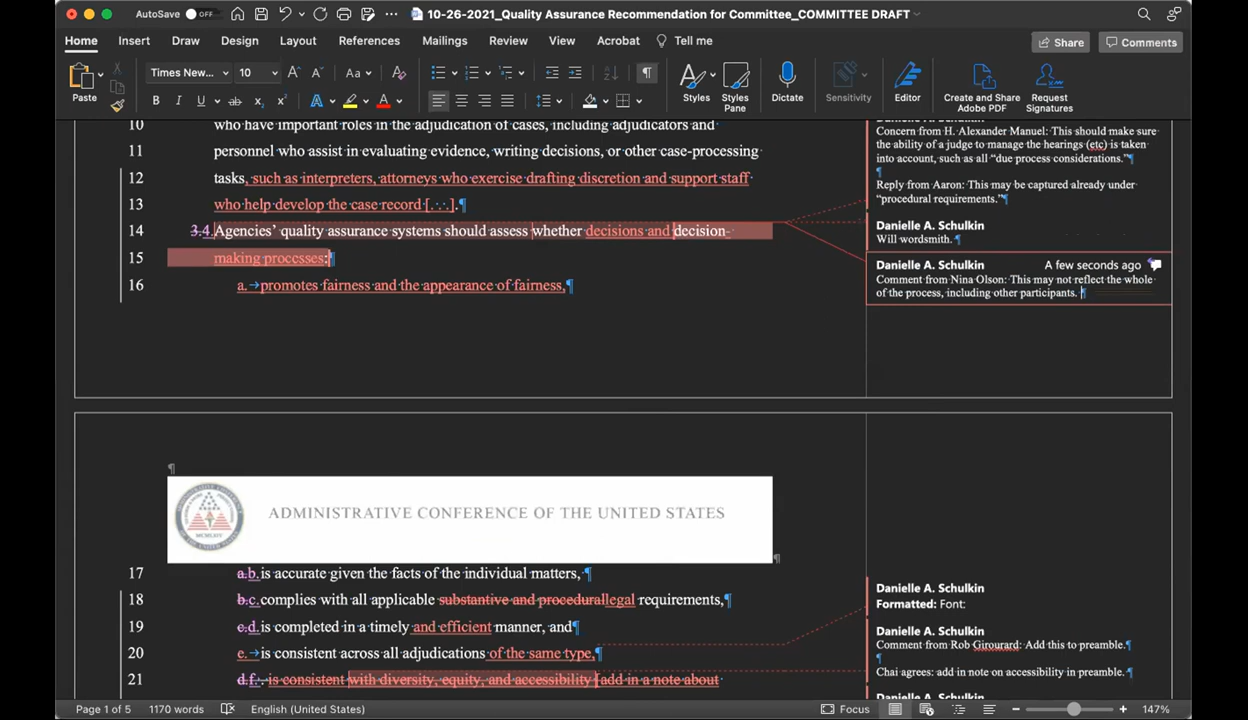 AutoSave OFF 10-26-2021_Quality Assurance Recommendation for Committee_COMMITTEE DRAFT
Home Insert Draw Design Layout References Mailings Review View Acrobat Tell me Share Comments
Paste Times New... 10 Styles Styles Pane Dictate Sensitivity Editor Create and Share Adobe PDF Request Signatures
10 who have important roles in the adjudication of cases, including adjudicators and
11 personnel who assist in evaluating evidence, writing decisions, or other case-processing
12 tasks, such as interpreters, attorneys who exercise drafting discretion and support staff
13 who help develop the case record [. . .].¶
14 3.4. Agencies’ quality assurance systems should assess whether decisions and decision-
15 making processes:¶
16 a. → promotes fairness and the appearance of fairness,¶
Danielle A. Schulkin
Concern from H. Alexander Manuel: This should make sure
the ability of a judge to manage the hearings (etc) is taken
into account, such as all “due process considerations.”¶
¶
Reply from Aaron: This may be captured already under
“procedural requirements.”¶
Danielle A. Schulkin
Will wordsmith. ¶
Danielle A. Schulkin A few seconds ago
Comment from Nina Olson: This may not reflect the whole
of the process, including other participants. ¶
¶
ADMINISTRATIVE CONFERENCE OF THE UNITED STATES
¶
17 a.b. is accurate given the facts of the individual matters, ¶
18 b.c. complies with all applicable substantive and procedurallegal requirements,¶
19 c.d. is completed in a timely and efficient manner, and¶
20 e. → is consistent across all adjudications of the same type,¶
21 d.f. . is consistent with diversity, equity, and accessibility [add in a note about
Danielle A. Schulkin
Formatted: Font:
Danielle A. Schulkin
Comment from Rob Girouard: Add this to preamble.¶
¶
Chai agrees: add in note on accessibility in preamble. ¶
Page 1 of 5 1170 words English (United States) Focus 147%